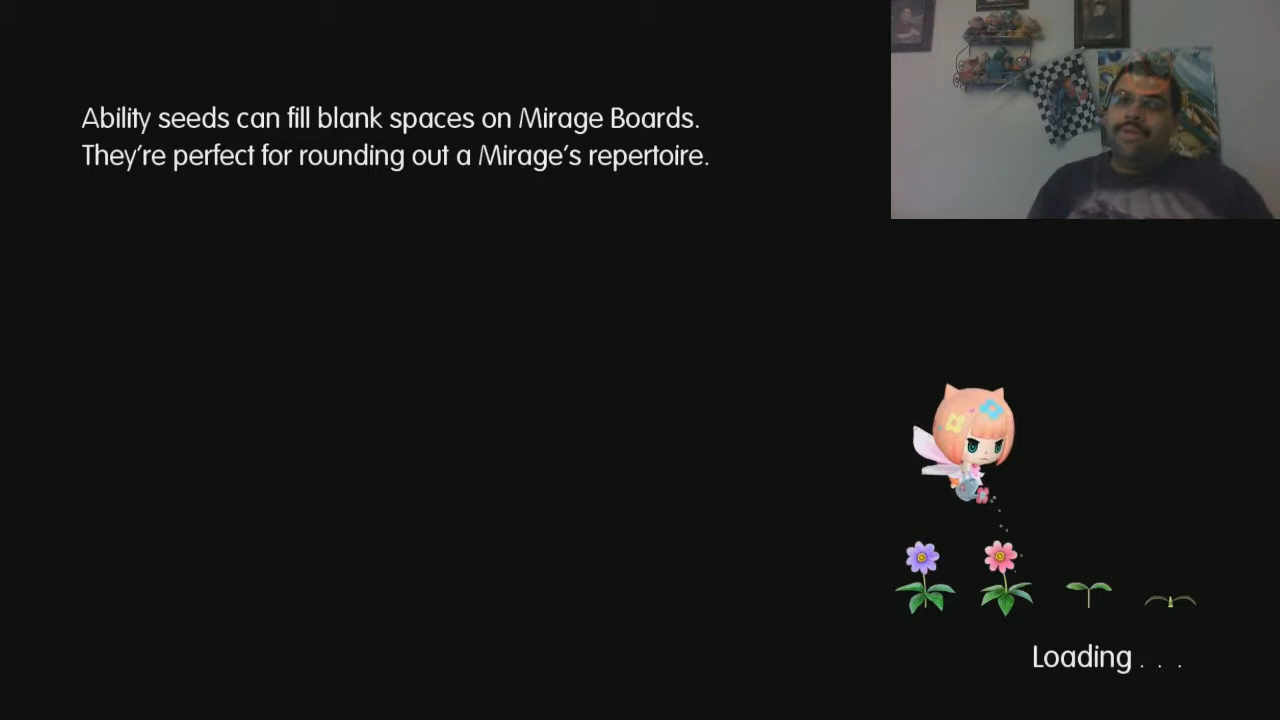 Ability seeds can fill blank spaces on Mirage Boards.
They're perfect for rounding out a Mirage's repertoire.
Loading . . .